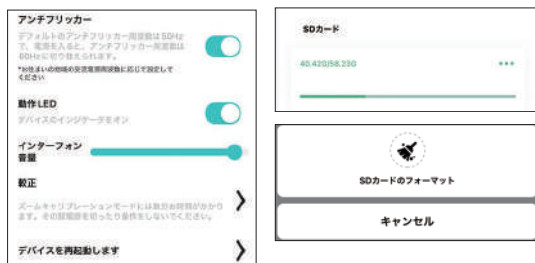 アンチフリッカー
デフォルトのアンチフリッカー周波数は50Hz
で、電源を入ると、アンチフリッカー周波数は
60Hzに切り替えられます。
*お住まいの地域の交流電源周波数に応じて設定して
ください
動作LED
デバイスのインジケータをオン
インターフォン
音量
較正
ズームキャリブレーションモードには数分お時間がかかり
ます。その間電源を切ったり操作をしないでください。
デバイスを再起動します
SDカード
40.42G/58.23G
SDカードのフォーマット
キャンセル